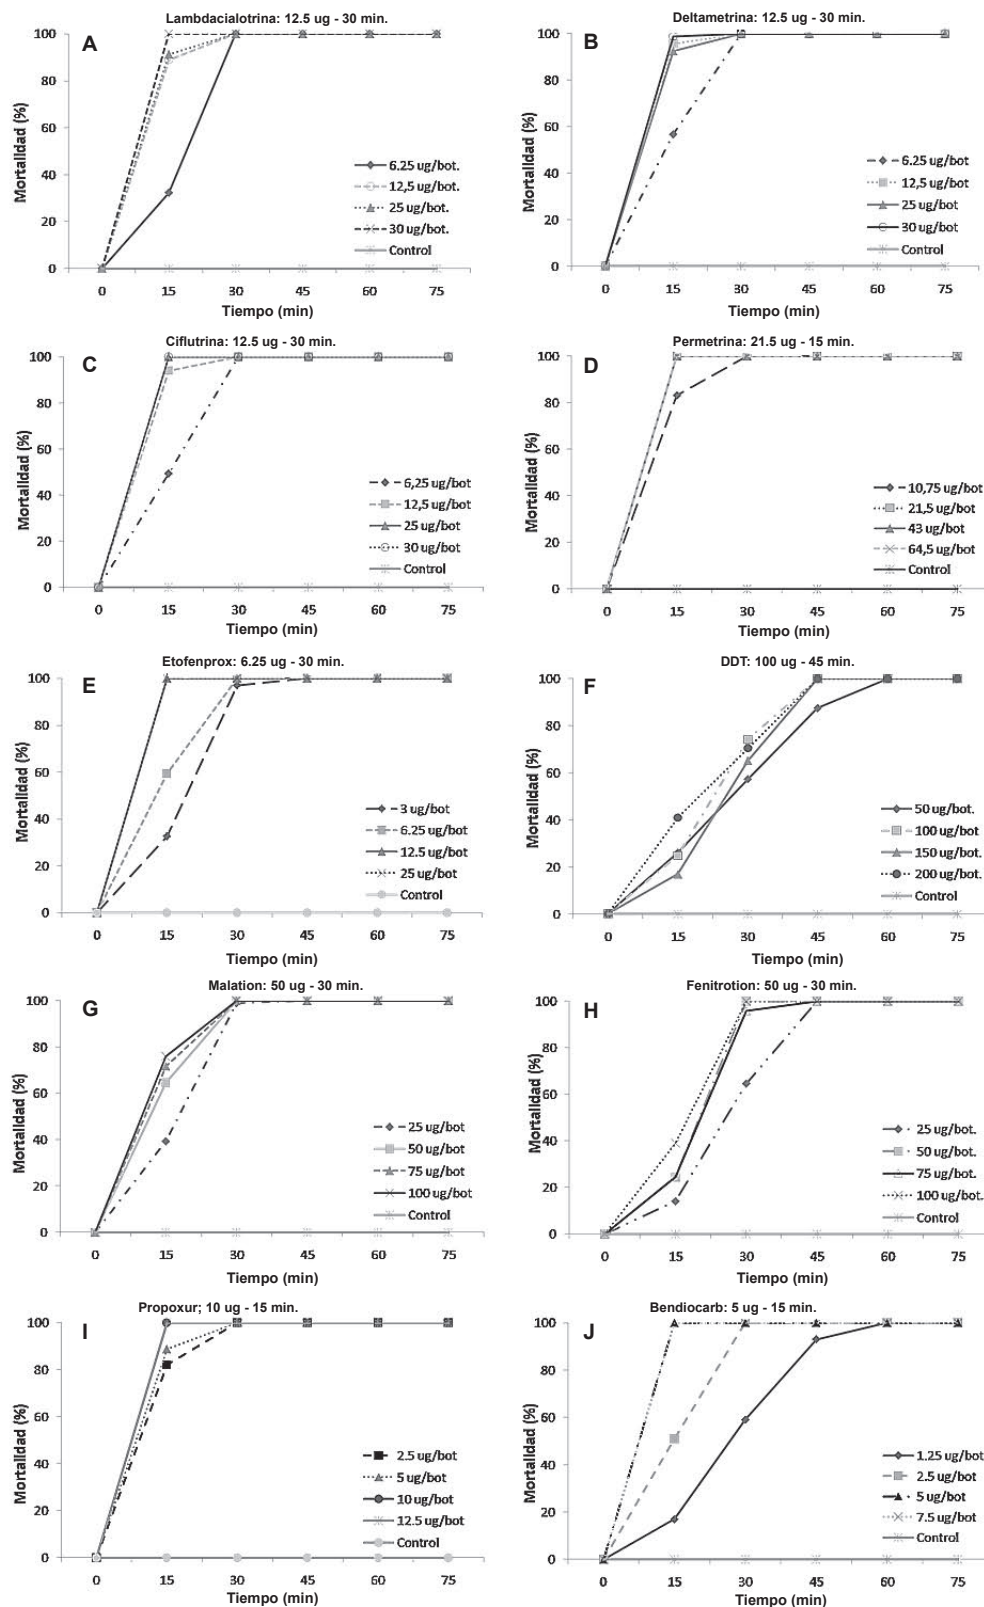 Lambdacialotrina: 12.5 ug - 30 min.
A
Mortalidad (%)
100
80
60
40
20
0
6.25 ug/bot.
12,5 ug/bot.
25 ug/bot.
30 ug/bot.
Control
0 15 30 45 60 75
Tiempo (min)
Deltametrina: 12.5 ug - 30 min.
B
Mortalidad (%)
100
80
60
40
20
0
6.25 ug/bot
12,5 ug/bot
25 ug/bot
30 ug/bot
Control
0 15 30 45 60 75
Tiempo (min)
Ciflutrina: 12.5 ug - 30 min.
C
Mortalidad (%)
100
80
60
40
20
0
6,25 ug/bot
12,5 ug/bot
25 ug/bot
30 ug/bot
Control
0 15 30 45 60 75
Tiempo (min)
Permetrina: 21.5 ug - 15 min.
D
Mortalidad (%)
100
80
60
40
20
0
10,75 ug/bot
21,5 ug/bot
43 ug/bot
64,5 ug/bot
Control
0 15 30 45 60 75
Tiempo (min)
Etofenprox: 6.25 ug - 30 min.
E
Mortalidad (%)
100
80
60
40
20
0
3 ug/bot
6.25 ug/bot
12.5 ug/bot
25 ug/bot
Control
0 15 30 45 60 75
Tiempo (min)
DDT: 100 ug - 45 min.
F
Mortalidad (%)
100
80
60
40
20
0
50 ug/bot.
100 ug/bot
150 ug/bot.
200 ug/bot.
Control
0 15 30 45 60 75
Tiempo (min)
Malation: 50 ug - 30 min.
G
Mortalidad (%)
100
80
60
40
20
0
25 ug/bot
50 ug/bot
75 ug/bot
100 ug/bot
Control
0 15 30 45 60 75
Tiempo (min)
Fenitrotion: 50 ug - 30 min.
H
Mortalidad (%)
100
80
60
40
20
0
25 ug/bot.
50 ug/bot.
75 ug/bot.
100 ug/bot.
Control
0 15 30 45 60 75
Tiempo (min)
Propoxur; 10 ug - 15 min.
I
Mortalidad (%)
100
80
60
40
20
0
2.5 ug/bot
5 ug/bot
10 ug/bot
12.5 ug/bot
Control
0 15 30 45 60 75
Tiempo (min)
Bendiocarb: 5 ug - 15 min.
J
Mortalidad (%)
100
80
60
40
20
0
1.25 ug/bot
2.5 ug/bot
5 ug/bot
7.5 ug/bot
Control
0 15 30 45 60 75
Tiempo (min)